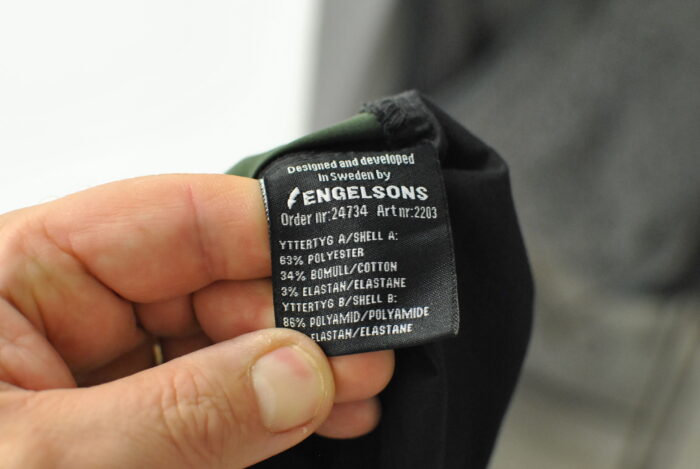 Designed and developed
in Sweden by
ENGELSONS
Order nr:24734 Art nr:2203
YTTERTYG A/SHELL A:
63% POLYESTER
34% BOMULL/COTTON
3% ELASTAN/ELASTANE
YTTERTYG B/SHELL B:
86% POLYAMID/POLYAMIDE
ELASTAN/ELASTANE